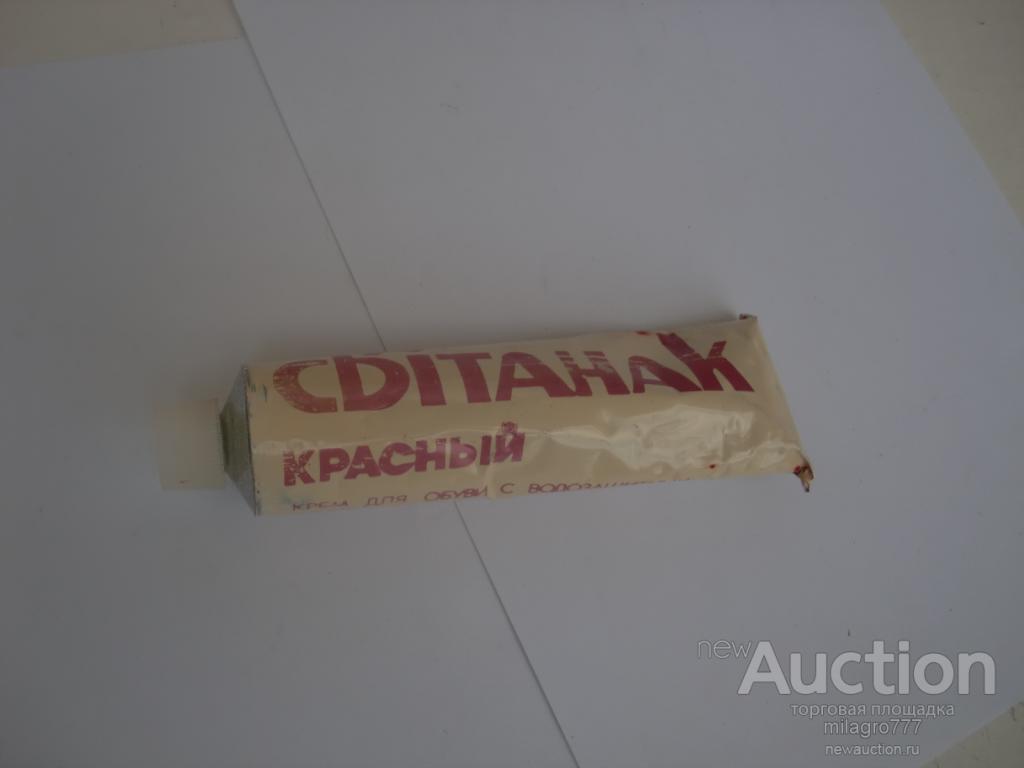 СВІТАНАК
КРАСНЫЙ
КРЕМ ДЛЯ ОБУВИ С
newAuction
торговая площадка
milagro777
newauction.ru